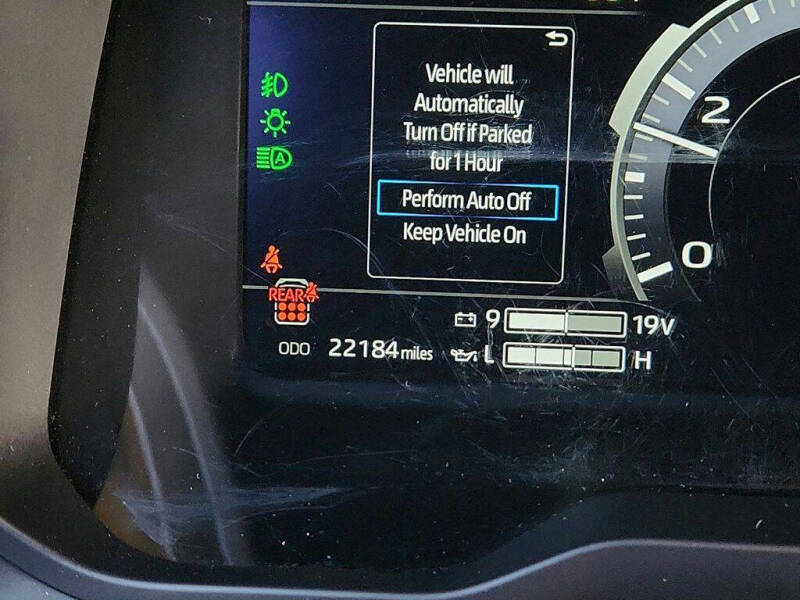 Vehicle will
Automatically
Turn Off if Parked
for 1 Hour
Perform Auto Off
Keep Vehicle On
2
0
A
REAR
9 19V
ODO 22184 miles L H